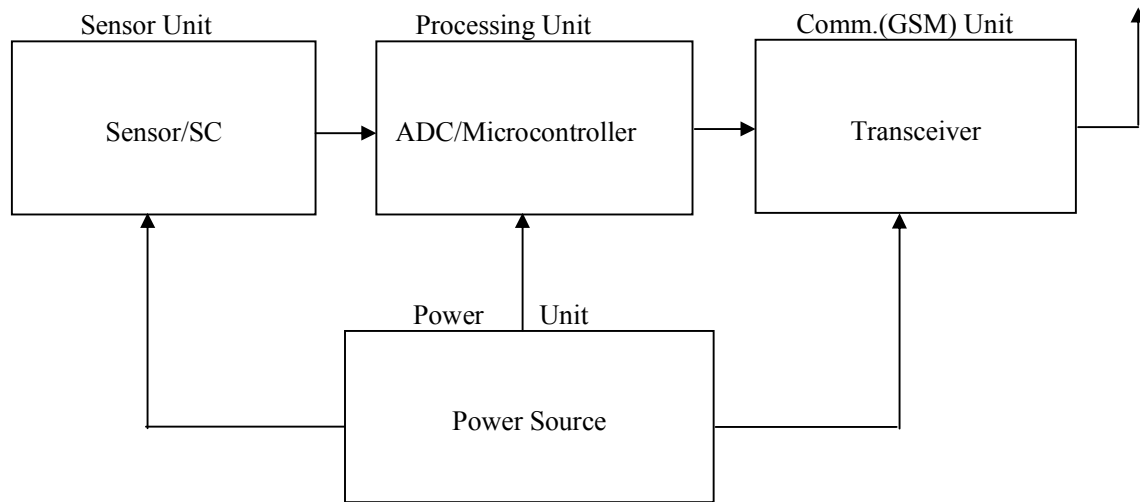 Sensor Unit
Processing Unit
Comm.(GSM) Unit
Sensor/SC
ADC/Microcontroller
Transceiver
Power Unit
Power Source